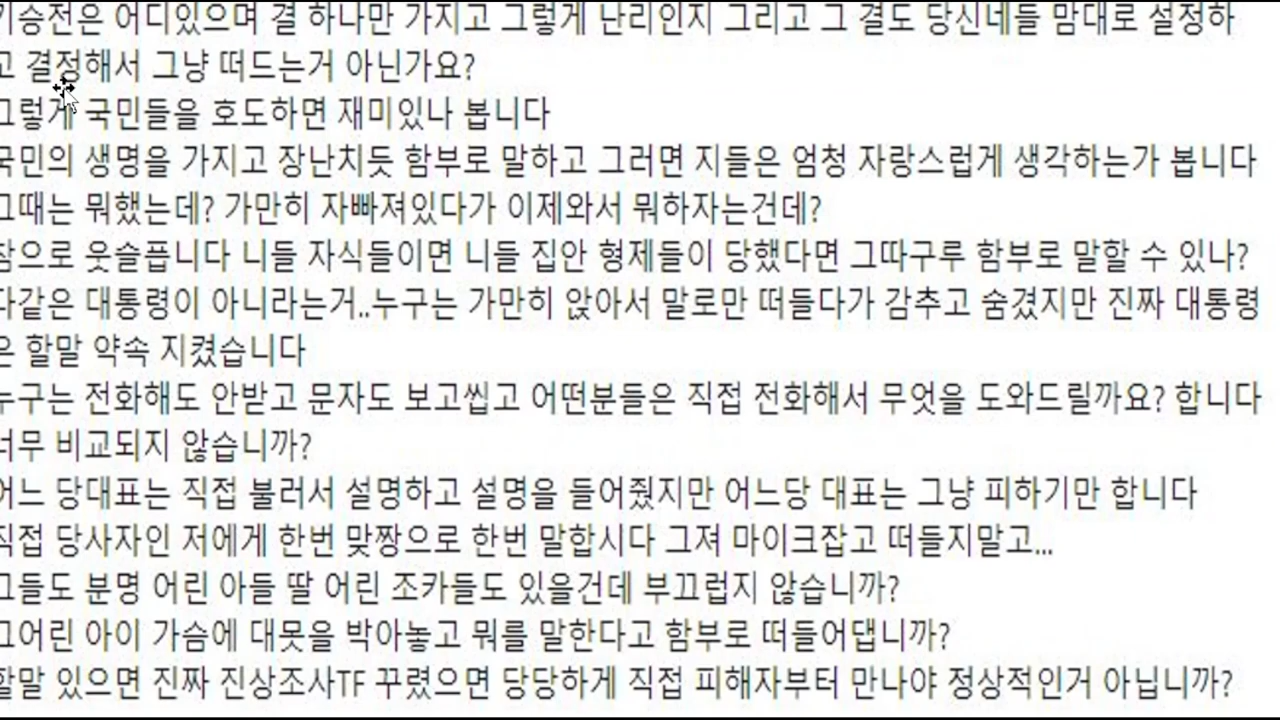 기승전은 어디있으며 결 하나만 가지고 그렇게 난리인지 그리고 그 결도 당신네들 맘대로 설정하
고 결정해서 그냥 떠드는거 아닌가요?
그렇게 국민들을 호도하면 재미있나 봅니다
국민의 생명을 가지고 장난치듯 함부로 말하고 그러면 지들은 엄청 자랑스럽게 생각하는가 봅니다
그때는 뭐했는데? 가만히 자빠져있다가 이제와서 뭐하자는건데?
참으로 웃슬픕니다 니들 자식들이면 니들 집안 형제들이 당했다면 그따구루 함부로 말할 수 있나?
다같은 대통령이 아니라는거..누구는 가만히 앉아서 말로만 떠들다가 감추고 숨겼지만 진짜 대통령
은 할말 약속 지켰습니다
누구는 전화해도 안받고 문자도 보고씹고 어떤분들은 직접 전화해서 무엇을 도와드릴까요? 합니다
너무 비교되지 않습니까?
어느 당대표는 직접 불러서 설명하고 설명을 들어줬지만 어느당 대표는 그냥 피하기만 합니다
직접 당사자인 저에게 한번 맞짱으로 한번 말합시다 그져 마이크잡고 떠들지말고...
그들도 분명 어린 아들 딸 어린 조카들도 있을건데 부끄럽지 않습니까?
그어린 아이 가슴에 대못을 박아놓고 뭐를 말한다고 함부로 떠들어댑니까?
할말 있으면 진짜 진상조사TF 꾸렸으면 당당하게 직접 피해자부터 만나야 정상적인거 아닙니까?